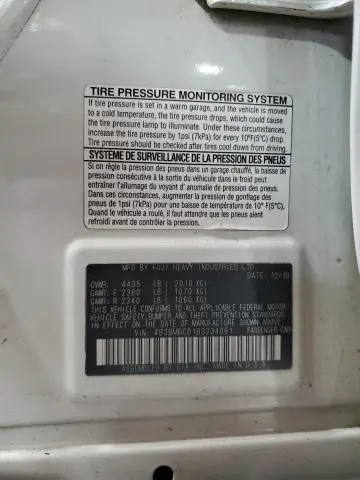 TIRE PRESSURE MONITORING SYSTEM
If tire pressure is set in a warm garage, and the vehicle is moved
to a cold temperature, the tire pressure drops, which could cause
the tire pressure lamp to illuminate. Under these circumstances,
increase the tire pressure by 1psi (7kPa) for every 10°F(5°C) drop.
Tire pressure should be checked after tires cool down from driving.
SYSTÈME DE SURVEILLANCE DE LA PRESSION DES PNEUS
Si on règle la pression des pneus dans un garage chauffé, la baisse de
pression consécutive à la sortie du véhicule dans le froid peut
entraîner l'allumage du voyant d' anomalie de pression des pneus.
Dans ces circonstances, augmenter la pression de gonflage des
pneus de 1psi (7kPa) pour une baisse de température de 10° F(5°C).
Quand le véhicule a roulé, il faut attendre que les pneus aient
refroidi pour contrôler la pression.
MFD BY FUJI HEAVY INDUSTRIES LTD.
DATE: 12/10
GVWR: 4435 LB ( 2010 KG)
GAWR: F 2360 LB ( 1070 KG)
GAWR: R 2340 LB ( 1060 KG)
THIS VEHICLE CONFORMS TO ALL APPLICABLE FEDERAL MOTOR
VEHICLE SAFETY, BUMPER, AND THEFT PREVENTION STANDARDS
IN EFFECT ON THE DATE OF MANUFACTURE SHOWN ABOVE.
VIN: 4S3BMBC61B3234051 PASSENGER CAR
ASSEMBLED BY SIA, INC. MADE IN U.S.A.